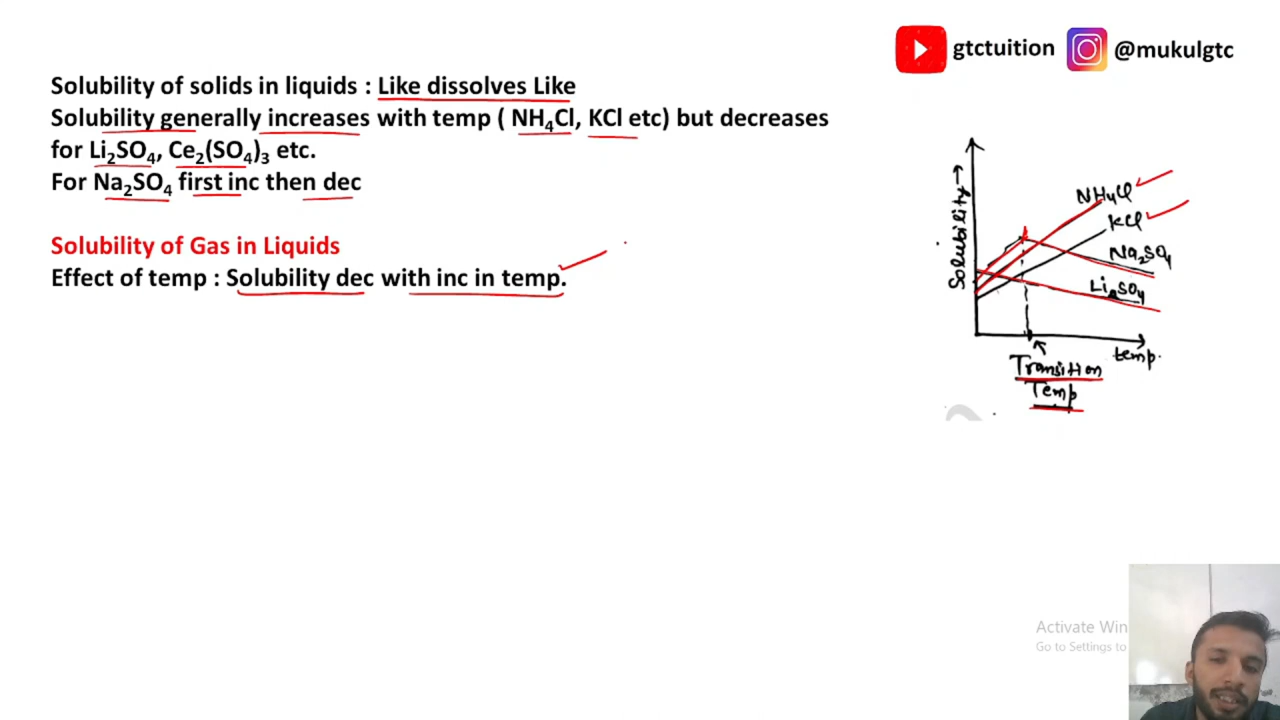 gtctuition @mukulgtc
Solubility of solids in liquids : Like dissolves Like
Solubility generally increases with temp ( NH₄Cl, KCl etc) but decreases
for Li₂SO₄, Ce₂(SO₄)₃ etc.
For Na₂SO₄ first inc then dec
Solubility of Gas in Liquids
Effect of temp : Solubility dec with inc in temp.
Solubility →
NH₄Cl
KCl
Na₂SO₄
Li₂SO₄
temp.
Transition
Temp
Activate Win
Go to Settings to